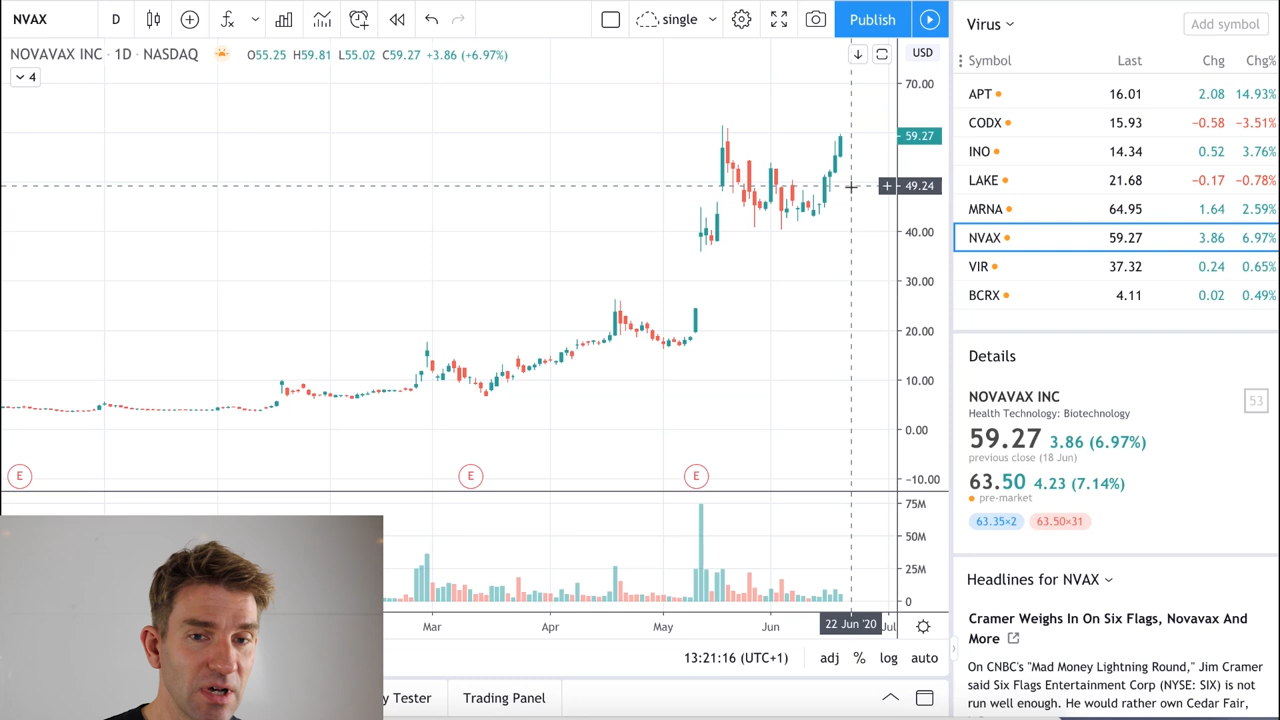 NVAX D single Publish
NOVAVAX INC · 1D · NASDAQ O55.25 H59.81 L55.02 C59.27 +3.86 (+6.97%) USD
4
70.00
59.27
49.24
40.00
30.00
20.00
10.00
0.00
−10.00
E E E
75M
50M
25M
0
Mar Apr May Jun 22 Jun '20 Jul
13:21:16 (UTC+1) adj % log auto
y Tester Trading Panel
Virus Add symbol
Symbol Last Chg Chg%
APT 16.01 2.08 14.93%
CODX 15.93 −0.58 −3.51%
INO 14.34 0.52 3.76%
LAKE 21.68 −0.17 −0.78%
MRNA 64.95 1.64 2.59%
NVAX 59.27 3.86 6.97%
VIR 37.32 0.24 0.65%
BCRX 4.11 0.02 0.49%
Details
NOVAVAX INC 53
Health Technology: Biotechnology
59.27 3.86 (6.97%)
previous close (18 Jun)
63.50 4.23 (7.14%)
pre-market
63.35×2 63.50×31
Headlines for NVAX
Cramer Weighs In On Six Flags, Novavax And
More
On CNBC's "Mad Money Lightning Round," Jim Cramer
said Six Flags Entertainment Corp (NYSE: SIX) is not
run well enough. He would rather own Cedar Fair,